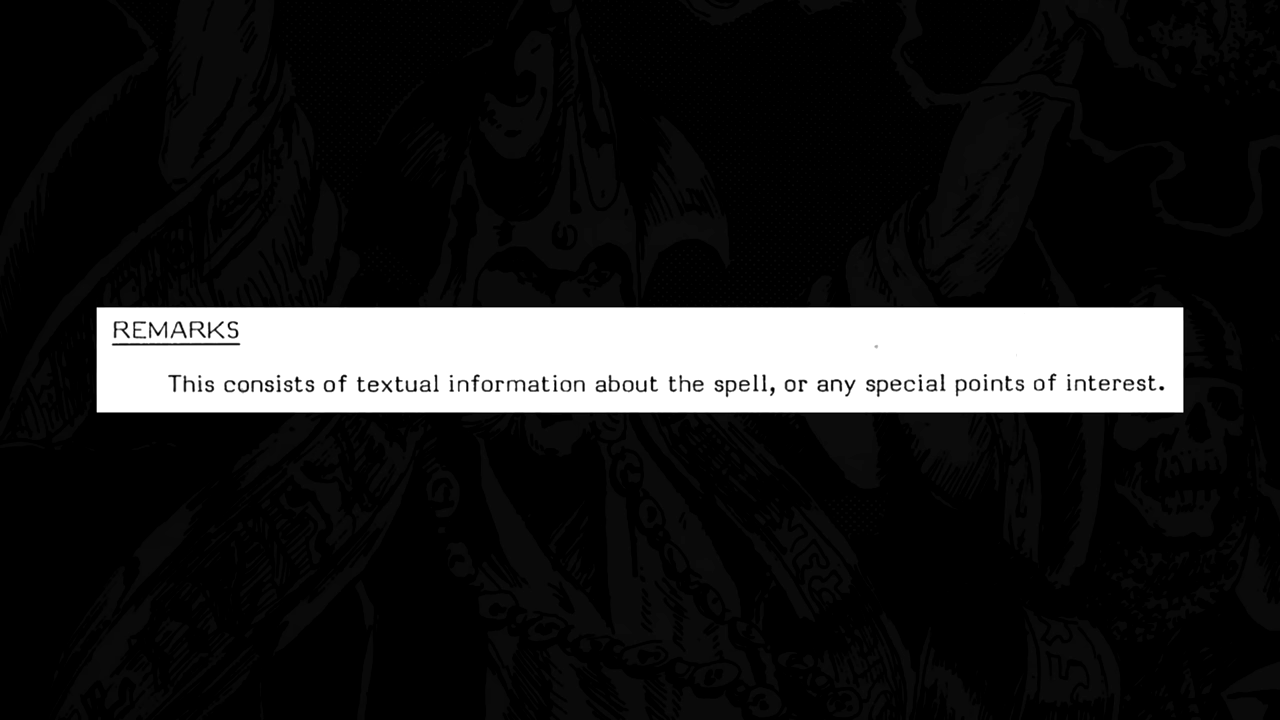 REMARKS
This consists of textual information about the spell, or any special points of interest.